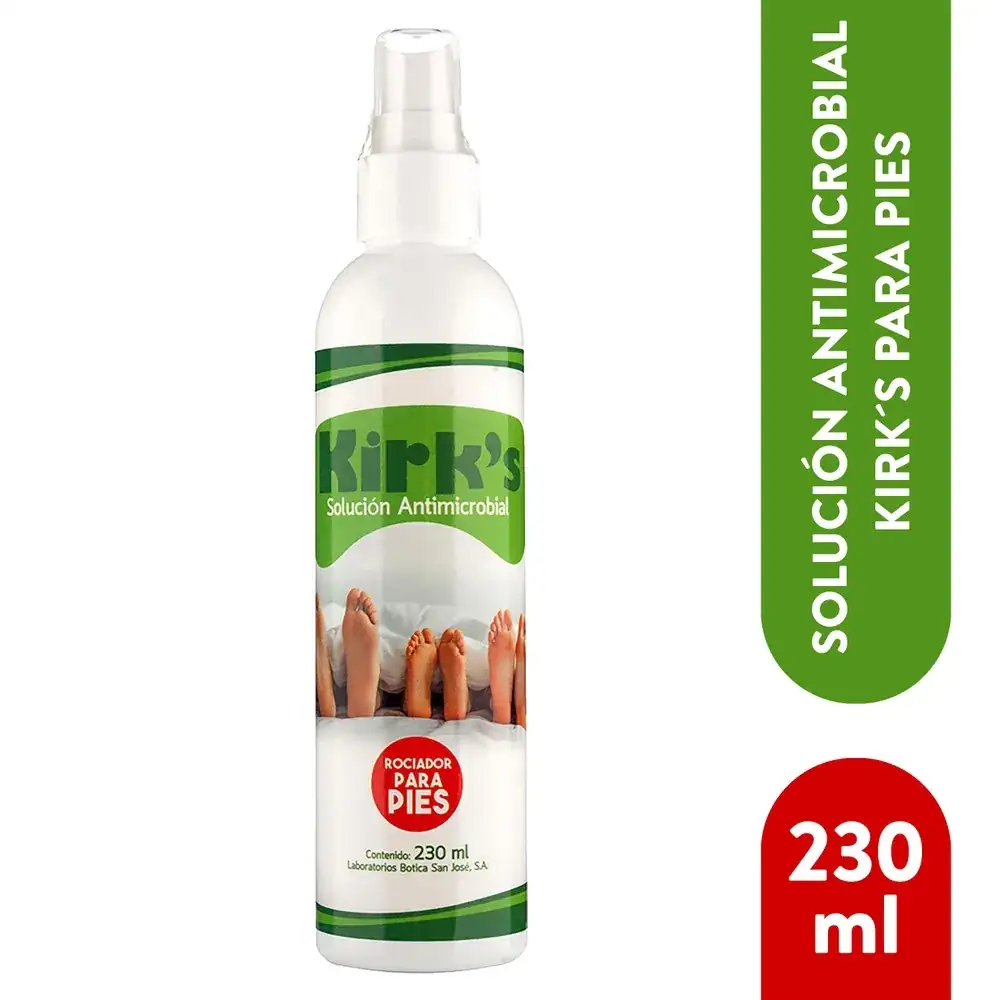 Kirk's
Solución Antimicrobial
ROCIADOR
PARA
PIES
Contenido: 230 ml
Laboratorios Botica San José, S.A.
SOLUCIÓN ANTIMICROBIAL
KIRK´S PARA PIES
230
ml